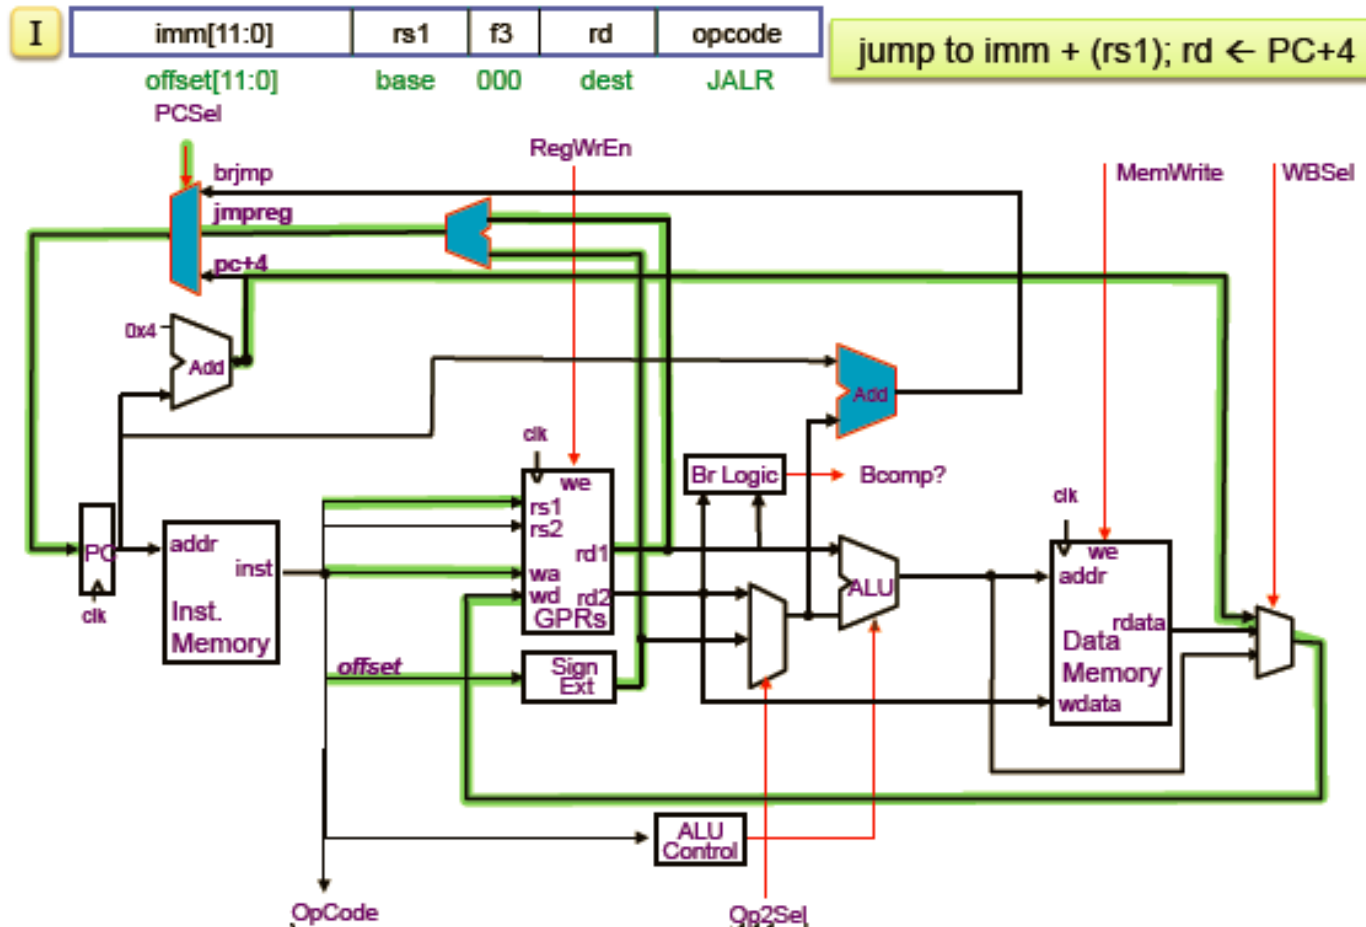 I
imm[11:0] rs1 f3 rd opcode
offset[11:0] base 000 dest JALR
jump to imm + (rs1); rd ← PC+4
PCSel
RegWrEn
MemWrite
WBSel
brjmp
jmpreg
pc+4
0x4
Add
Add
clk
we
rs1
rs2
rd1
wa
wd
rd2
GPRs
Br Logic
Bcomp?
clk
we
addr
rdata
Data
Memory
wdata
PC
clk
addr
inst
Inst.
Memory
ALU
offset
Sign
Ext
ALU
Control
OpCode
Op2Sel